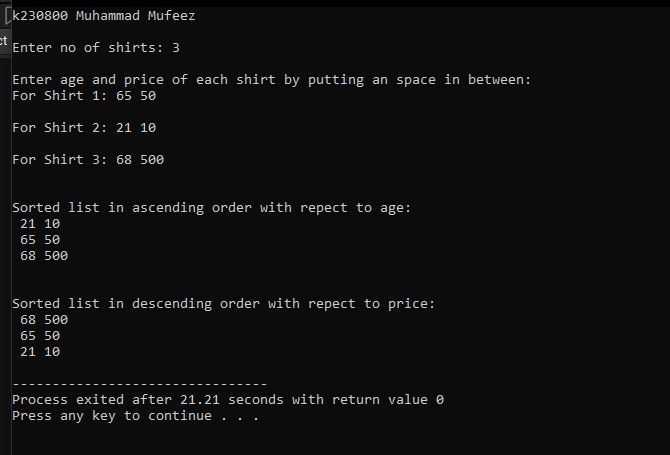 ct
k230800 Muhammad Mufeez
Enter no of shirts: 3
Enter age and price of each shirt by putting an space in between:
For Shirt 1: 65 50
For Shirt 2: 21 10
For Shirt 3: 68 500
Sorted list in ascending order with repect to age:
21 10
65 50
68 500
Sorted list in descending order with repect to price:
68 500
65 50
21 10
--------------------------------
Process exited after 21.21 seconds with return value 0
Press any key to continue . . .